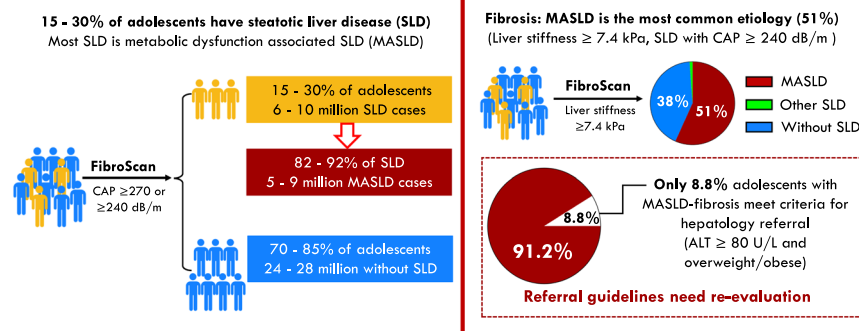 15 - 30% of adolescents have steatotic liver disease (SLD)
Most SLD is metabolic dysfunction associated SLD (MASLD)
FibroScan
CAP ≥270 or
≥240 dB/m
15 - 30% of adolescents
6 - 10 million SLD cases
82 - 92% of SLD
5 - 9 million MASLD cases
70 - 85% of adolescents
24 - 28 million without SLD
Fibrosis: MASLD is the most common etiology (51%)
(Liver stiffness ≥ 7.4 kPa, SLD with CAP ≥ 240 dB/m )
FibroScan
Liver stiffness
≥7.4 kPa
38%
51%
MASLD
Other SLD
Without SLD
91.2%
8.8%
Only 8.8% adolescents with
MASLD-fibrosis meet criteria for
hepatology referral
(ALT ≥ 80 U/L and
overweight/obese)
Referral guidelines need re-evaluation